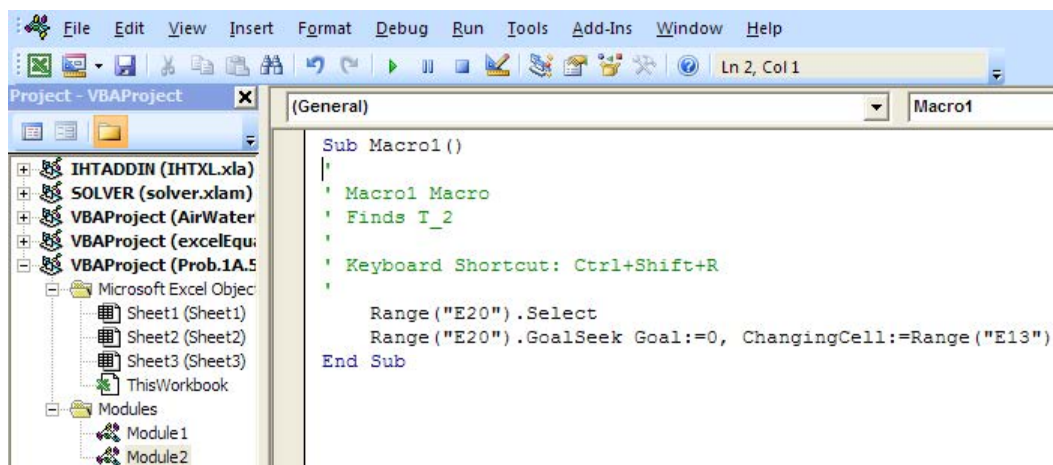 File Edit View Insert Format Debug Run Tools Add-Ins Window Help
Ln 2, Col 1
Project - VBAProject
(General) Macro1
IHTADDIN (IHTXL.xla)
SOLVER (solver.xlam)
VBAProject (AirWater
VBAProject (excelEqua
VBAProject (Prob.1A.5
Microsoft Excel Objec
Sheet1 (Sheet1)
Sheet2 (Sheet2)
Sheet3 (Sheet3)
ThisWorkbook
Modules
Module1
Module2
Sub Macro1()
'
' Macro1 Macro
' Finds T_2
'
' Keyboard Shortcut: Ctrl+Shift+R
'
Range("E20").Select
Range("E20").GoalSeek Goal:=0, ChangingCell:=Range("E13")
End Sub